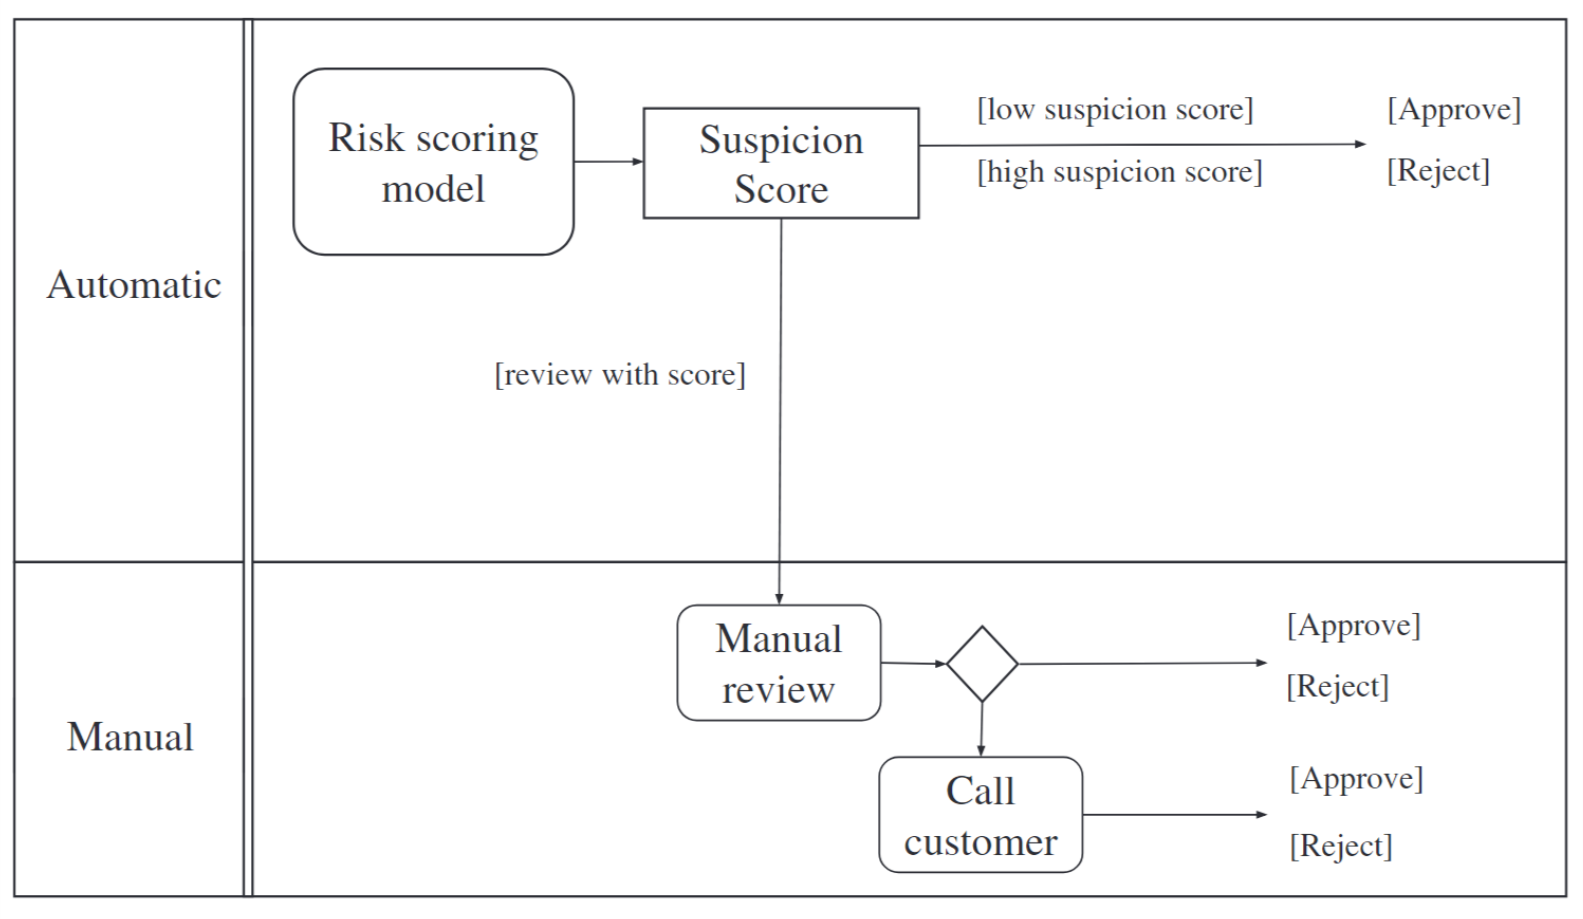 Automatic
Risk scoring
model
Suspicion
Score
[low suspicion score]
[high suspicion score]
[Approve]
[Reject]
[review with score]
Manual
Manual
review
[Approve]
[Reject]
Call
customer
[Approve]
[Reject]